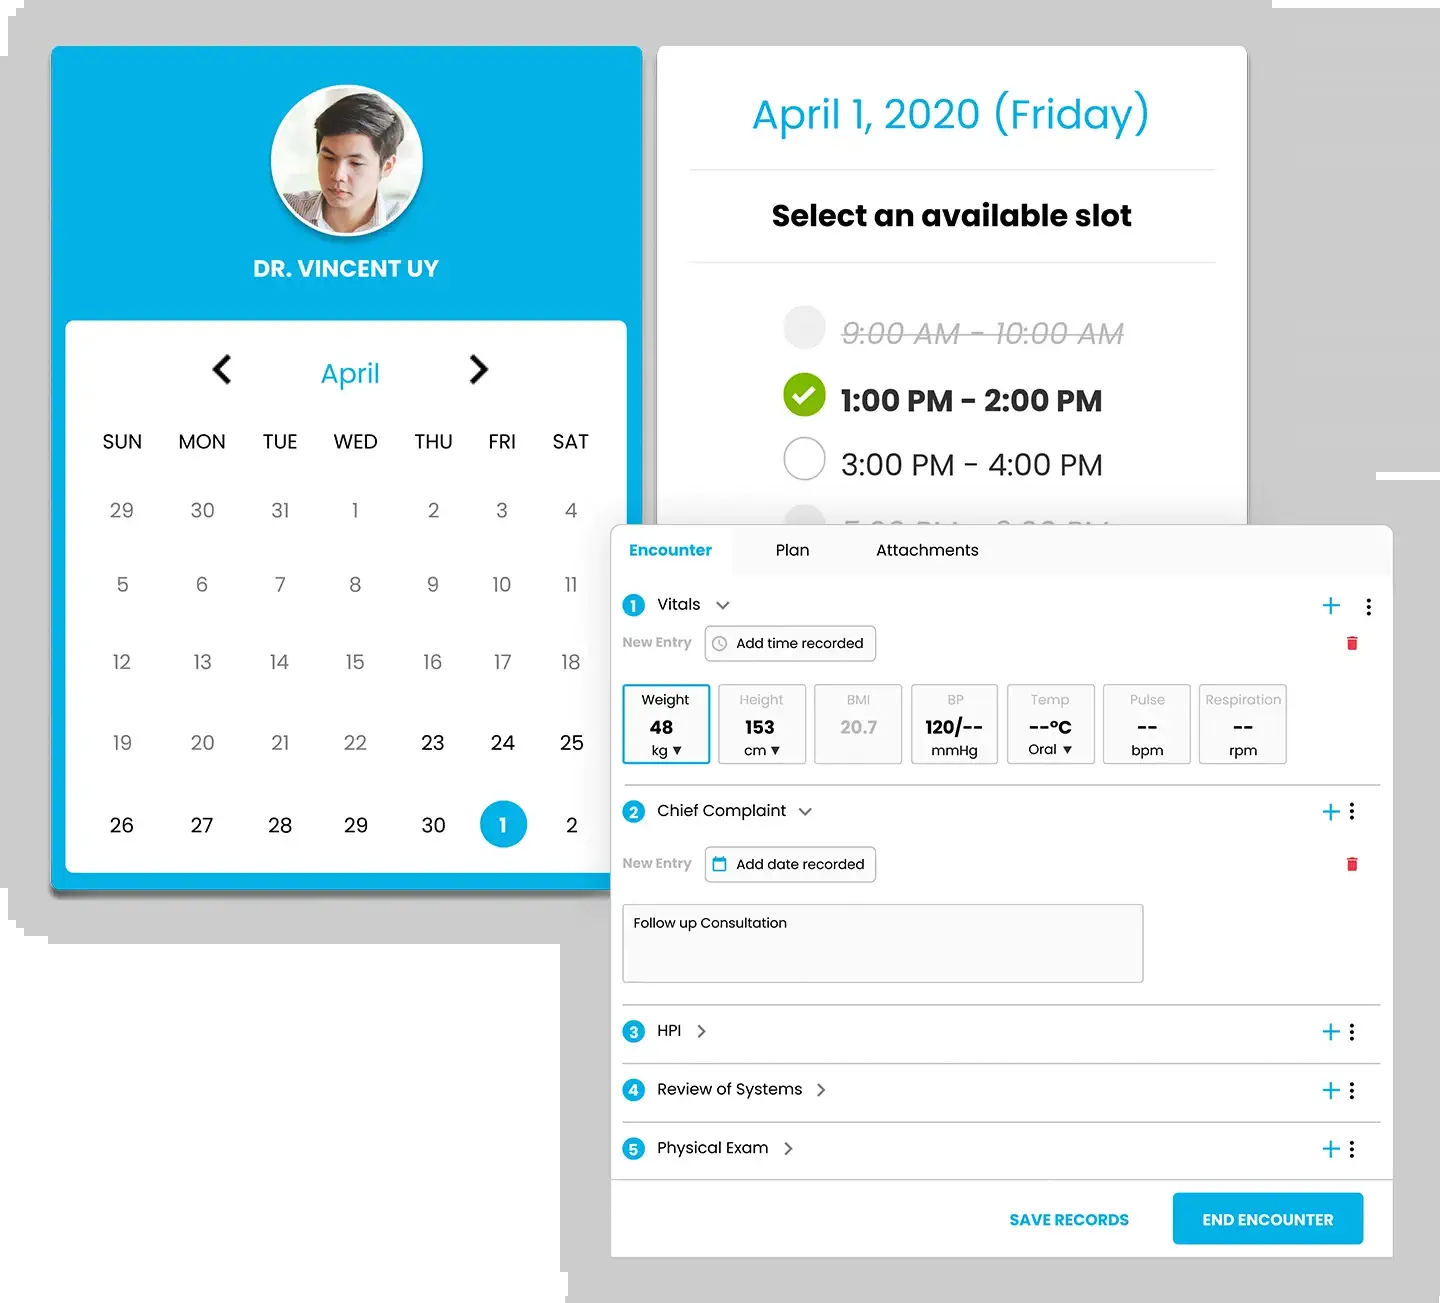 DR. VINCENT UY
April
SUN MON TUE WED THU FRI SAT
29 30 31 1 2 3 4
5 6 7 8 9 10 11
12 13 14 15 16 17 18
19 20 21 22 23 24 25
26 27 28 29 30 1 2
April 1, 2020 (Friday)
Select an available slot
9:00 AM - 10:00 AM
1:00 PM - 2:00 PM
3:00 PM - 4:00 PM
Encounter Plan Attachments
1 Vitals
New Entry Add time recorded
Weight Height BMI BP Temp Pulse Respiration
48 153 20.7 120/-- --°C -- --
kg ▼ cm ▼ mmHg Oral ▼ bpm rpm
2 Chief Complaint
New Entry Add date recorded
Follow up Consultation
3 HPI
4 Review of Systems
5 Physical Exam
SAVE RECORDS END ENCOUNTER